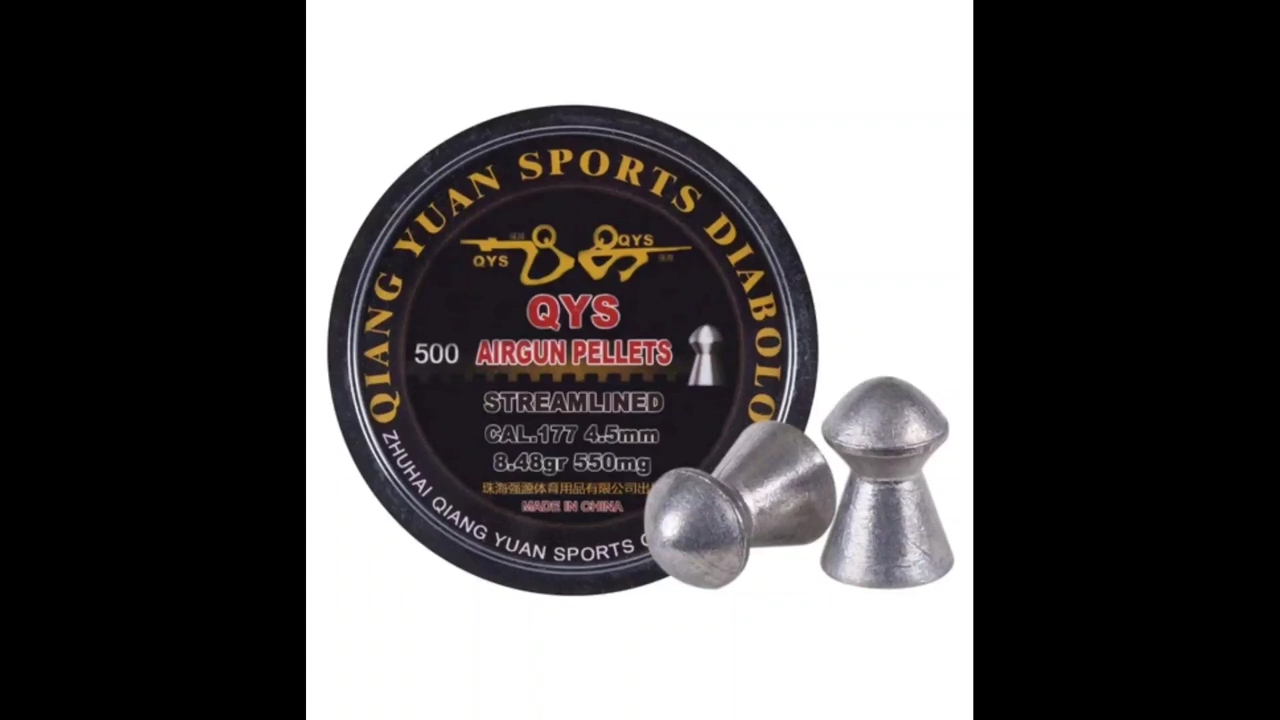 QIANG YUAN SPORTS DIABOLO
QYS
QYS
QYS
500
AIRGUN PELLETS
STREAMLINED
CAL.177 4.5mm
8.48gr 550mg
珠海强源体育用品有限公司出
MADE IN CHINA
ZHUHAI QIANG YUAN SPORTS